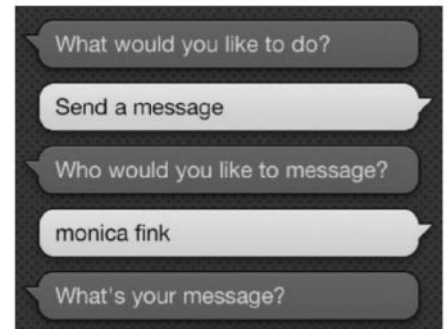 What would you like to do?
Send a message
Who would you like to message?
monica fink
What's your message?